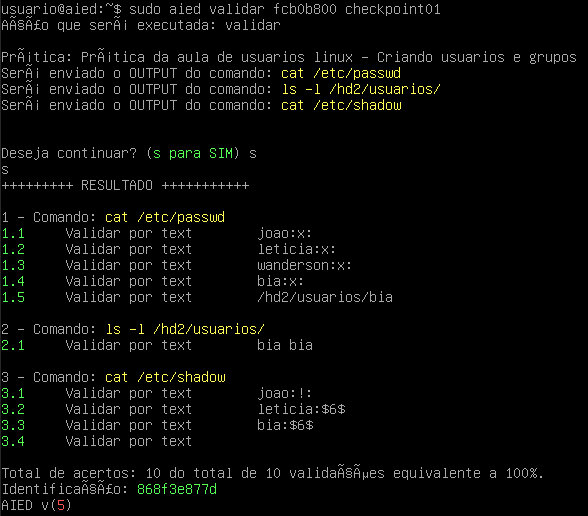 usuario@aied:~$ sudo aied validar fcb0b800 checkpoint01
AÃ§Ã£o que serÃ¡ executada: validar
PrÃ¡tica: PrÃ¡tica da aula de usuarios linux - Criando usuarios e grupos
SerÃ¡ enviado o OUTPUT do comando: cat /etc/passwd
SerÃ¡ enviado o OUTPUT do comando: ls -l /hd2/usuarios/
SerÃ¡ enviado o OUTPUT do comando: cat /etc/shadow
Deseja continuar? (s para SIM) s
s
+++++++++ RESULTADO +++++++++++
1 - Comando: cat /etc/passwd
1.1 Validar por text joao:x:
1.2 Validar por text leticia:x:
1.3 Validar por text wanderson:x:
1.4 Validar por text bia:x:
1.5 Validar por text /hd2/usuarios/bia
2 - Comando: ls -l /hd2/usuarios/
2.1 Validar por text bia bia
3 - Comando: cat /etc/shadow
3.1 Validar por text joao:!:
3.2 Validar por text leticia:$6$
3.3 Validar por text bia:$6$
3.4 Validar por text
Total de acertos: 10 do total de 10 validaÃ§Ãµes equivalente a 100%.
IdentificaÃ§Ã£o: 868f3e877d
AIED v(5)